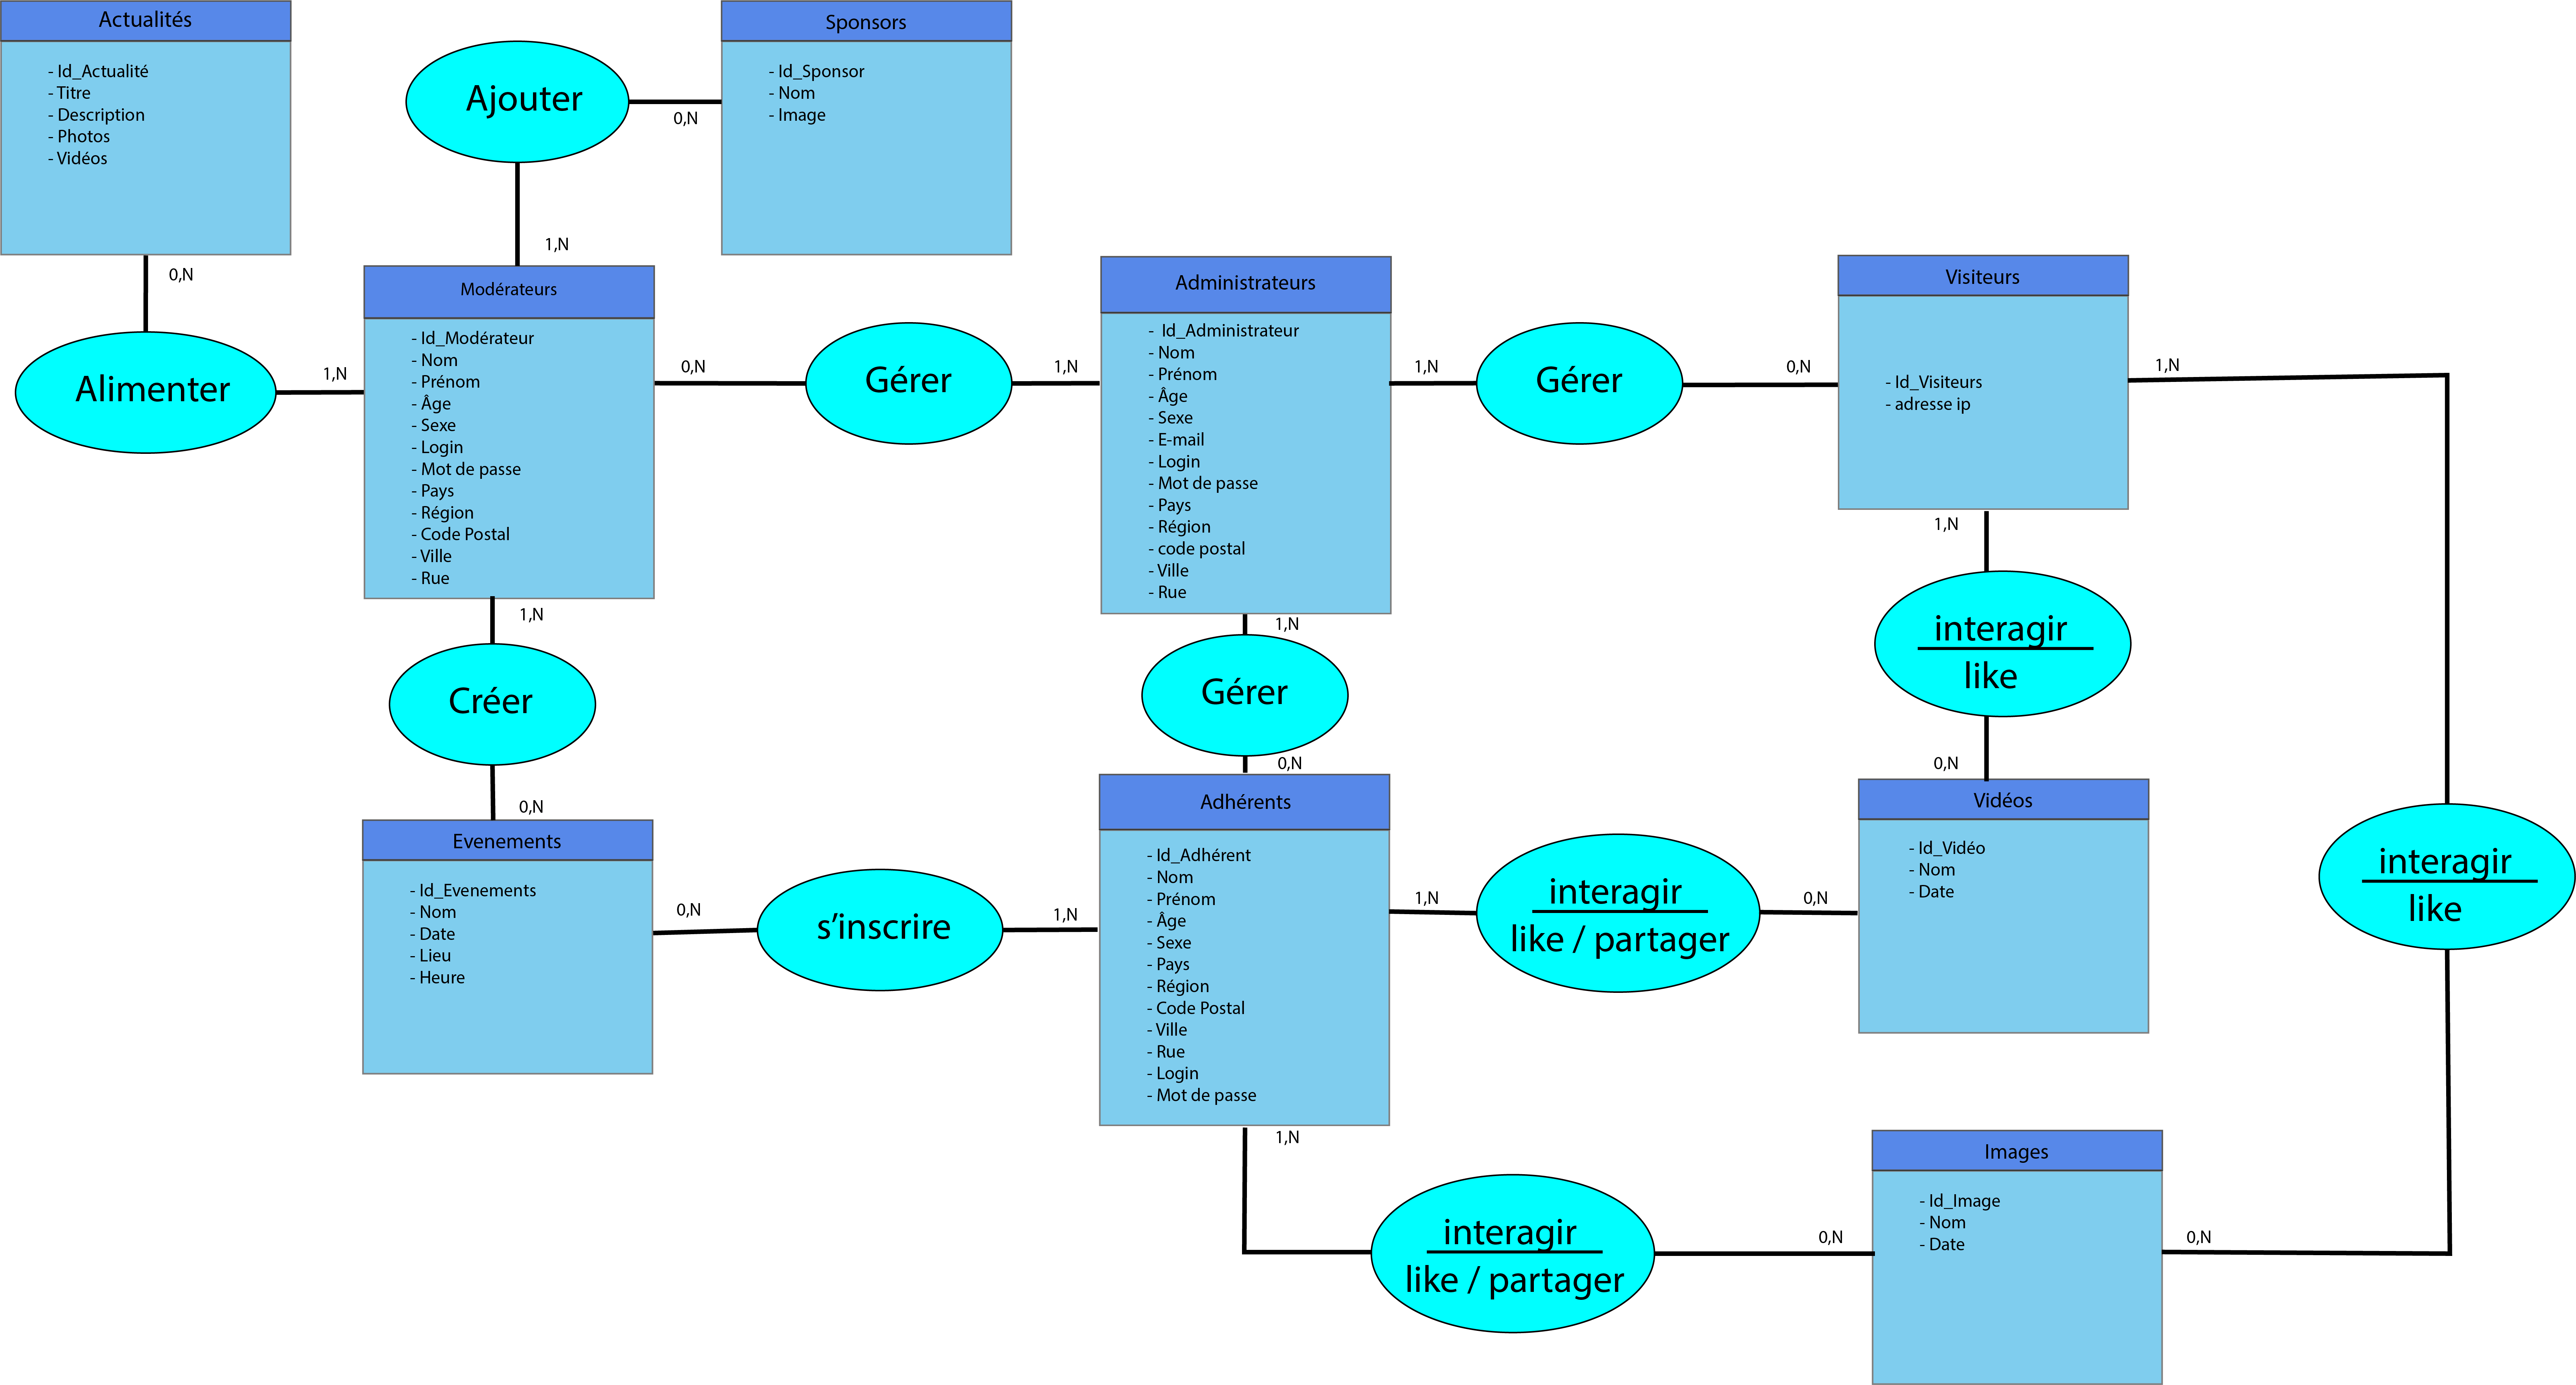 Actualités
- Id_Actualité
- Titre
- Description
- Photos
- Vidéos
0,N
Alimenter
1,N
Ajouter
0,N
1,N
Sponsors
- Id_Sponsor
- Nom
- Image
Modérateurs
- Id_Modérateur
- Nom
- Prénom
- Âge
- Sexe
- Login
- Mot de passe
- Pays
- Région
- Code Postal
- Ville
- Rue
0,N
Gérer
1,N
Administrateurs
- Id_Administrateur
- Nom
- Prénom
- Âge
- Sexe
- E-mail
- Login
- Mot de passe
- Pays
- Région
- code postal
- Ville
- Rue
1,N
Gérer
0,N
Visiteurs
- Id_Visiteurs
- adresse ip
1,N
1,N
interagir
like
0,N
1,N
Créer
0,N
1,N
Gérer
0,N
Evenements
- Id_Evenements
- Nom
- Date
- Lieu
- Heure
0,N
s'inscrire
1,N
Adhérents
- Id_Adhérent
- Nom
- Prénom
- Âge
- Sexe
- Pays
- Région
- Code Postal
- Ville
- Rue
- Login
- Mot de passe
1,N
interagir
like / partager
0,N
Vidéos
- Id_Vidéo
- Nom
- Date
interagir
like
1,N
interagir
like / partager
0,N
Images
- Id_Image
- Nom
- Date
0,N